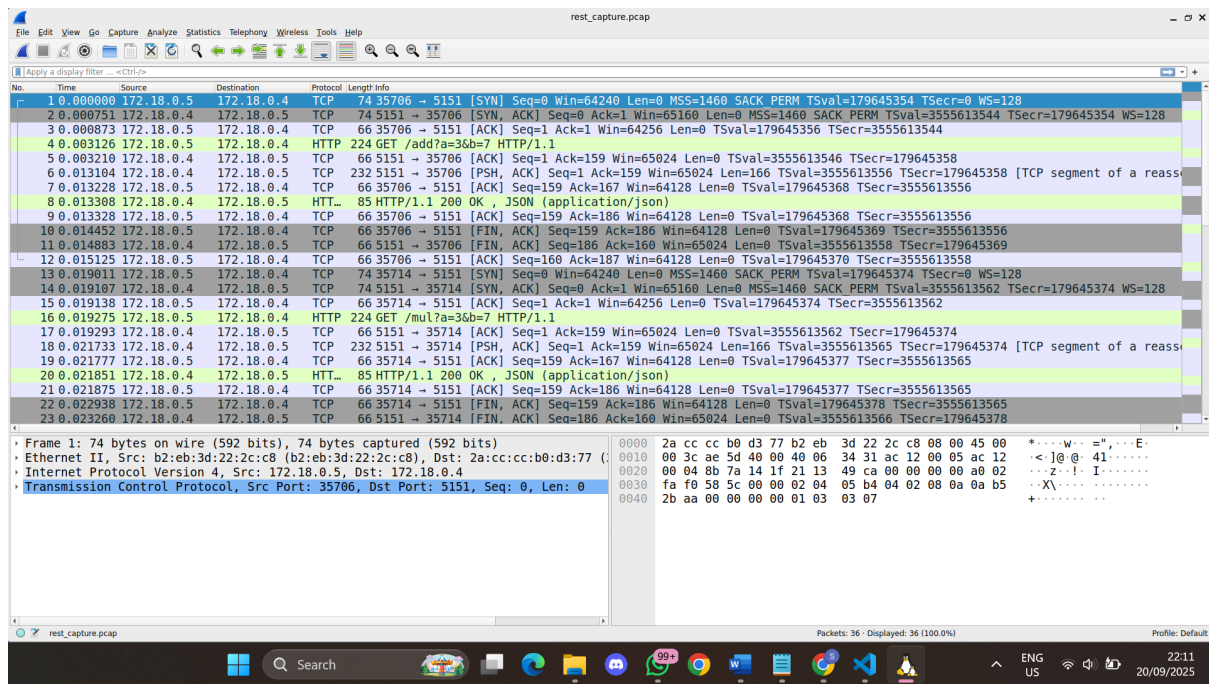 rest_capture.pcap
File Edit View Go Capture Analyze Statistics Telephony Wireless Tools Help
Apply a display filter ... <Ctrl-/>
No. Time Source Destination Protocol Length Info
1 0.000000 172.18.0.5 172.18.0.4 TCP 74 35706 → 5151 [SYN] Seq=0 Win=64240 Len=0 MSS=1460 SACK_PERM TSval=179645354 TSecr=0 WS=128
2 0.000751 172.18.0.4 172.18.0.5 TCP 74 5151 → 35706 [SYN, ACK] Seq=0 Ack=1 Win=65160 Len=0 MSS=1460 SACK_PERM TSval=3555613544 TSecr=179645354 WS=128
3 0.000873 172.18.0.5 172.18.0.4 TCP 66 35706 → 5151 [ACK] Seq=1 Ack=1 Win=64256 Len=0 TSval=179645356 TSecr=3555613544
4 0.003126 172.18.0.5 172.18.0.4 HTTP 224 GET /add?a=3&b=7 HTTP/1.1
5 0.003210 172.18.0.4 172.18.0.5 TCP 66 5151 → 35706 [ACK] Seq=1 Ack=159 Win=65024 Len=0 TSval=3555613546 TSecr=179645358
6 0.013104 172.18.0.4 172.18.0.5 TCP 232 5151 → 35706 [PSH, ACK] Seq=1 Ack=159 Win=65024 Len=166 TSval=3555613556 TSecr=179645358 [TCP segment of a reass
7 0.013228 172.18.0.5 172.18.0.4 TCP 66 35706 → 5151 [ACK] Seq=159 Ack=167 Win=64128 Len=0 TSval=179645368 TSecr=3555613556
8 0.013308 172.18.0.4 172.18.0.5 HTT… 85 HTTP/1.1 200 OK , JSON (application/json)
9 0.013328 172.18.0.5 172.18.0.4 TCP 66 35706 → 5151 [ACK] Seq=159 Ack=186 Win=64128 Len=0 TSval=179645368 TSecr=3555613556
10 0.014452 172.18.0.5 172.18.0.4 TCP 66 35706 → 5151 [FIN, ACK] Seq=159 Ack=186 Win=64128 Len=0 TSval=179645369 TSecr=3555613556
11 0.014883 172.18.0.4 172.18.0.5 TCP 66 5151 → 35706 [FIN, ACK] Seq=186 Ack=160 Win=65024 Len=0 TSval=3555613558 TSecr=179645369
12 0.015125 172.18.0.5 172.18.0.4 TCP 66 35706 → 5151 [ACK] Seq=160 Ack=187 Win=64128 Len=0 TSval=179645370 TSecr=3555613558
13 0.019011 172.18.0.5 172.18.0.4 TCP 74 35714 → 5151 [SYN] Seq=0 Win=64240 Len=0 MSS=1460 SACK_PERM TSval=179645374 TSecr=0 WS=128
14 0.019107 172.18.0.4 172.18.0.5 TCP 74 5151 → 35714 [SYN, ACK] Seq=0 Ack=1 Win=65160 Len=0 MSS=1460 SACK_PERM TSval=3555613562 TSecr=179645374 WS=128
15 0.019138 172.18.0.5 172.18.0.4 TCP 66 35714 → 5151 [ACK] Seq=1 Ack=1 Win=64256 Len=0 TSval=179645374 TSecr=3555613562
16 0.019275 172.18.0.5 172.18.0.4 HTTP 224 GET /mul?a=3&b=7 HTTP/1.1
17 0.019293 172.18.0.4 172.18.0.5 TCP 66 5151 → 35714 [ACK] Seq=1 Ack=159 Win=65024 Len=0 TSval=3555613562 TSecr=179645374
18 0.021733 172.18.0.4 172.18.0.5 TCP 232 5151 → 35714 [PSH, ACK] Seq=1 Ack=159 Win=65024 Len=166 TSval=3555613565 TSecr=179645374 [TCP segment of a reass
19 0.021777 172.18.0.5 172.18.0.4 TCP 66 35714 → 5151 [ACK] Seq=159 Ack=167 Win=64128 Len=0 TSval=179645377 TSecr=3555613565
20 0.021851 172.18.0.4 172.18.0.5 HTT… 85 HTTP/1.1 200 OK , JSON (application/json)
21 0.021875 172.18.0.5 172.18.0.4 TCP 66 35714 → 5151 [ACK] Seq=159 Ack=186 Win=64128 Len=0 TSval=179645377 TSecr=3555613565
22 0.022938 172.18.0.5 172.18.0.4 TCP 66 35714 → 5151 [FIN, ACK] Seq=159 Ack=186 Win=64128 Len=0 TSval=179645378 TSecr=3555613565
23 0.023260 172.18.0.4 172.18.0.5 TCP 66 5151 → 35714 [FIN, ACK] Seq=186 Ack=160 Win=65024 Len=0 TSval=3555613566 TSecr=179645378
Frame 1: 74 bytes on wire (592 bits), 74 bytes captured (592 bits)
Ethernet II, Src: b2:eb:3d:22:2c:c8 (b2:eb:3d:22:2c:c8), Dst: 2a:cc:cc:b0:d3:77 (
Internet Protocol Version 4, Src: 172.18.0.5, Dst: 172.18.0.4
Transmission Control Protocol, Src Port: 35706, Dst Port: 5151, Seq: 0, Len: 0
0000 2a cc cc b0 d3 77 b2 eb 3d 22 2c c8 08 00 45 00 *····w·· =",···E·
0010 00 3c ae 5d 40 00 40 06 34 31 ac 12 00 05 ac 12 ·<·]@·@· 41······
0020 00 04 8b 7a 14 1f 21 13 49 ca 00 00 00 00 a0 02 ···z··!· I·······
0030 fa f0 58 5c 00 00 02 04 05 b4 04 02 08 0a 0a b5 ··X\···· ········
0040 2b aa 00 00 00 00 01 03 03 07 +······· ··
rest_capture.pcap
Packets: 36 · Displayed: 36 (100.0%)
Profile: Default
Search
99+
ENG
US
22:11
20/09/2025